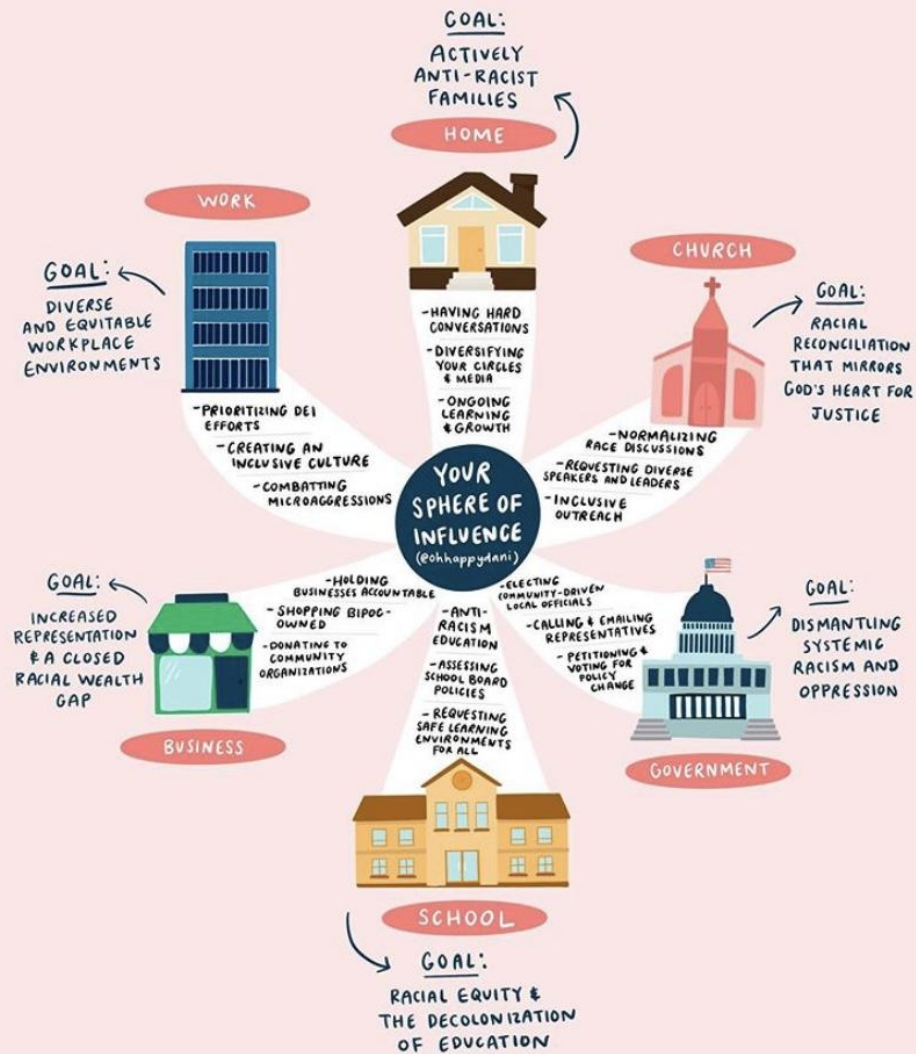 GOAL:
ACTIVELY
ANTI-RACIST
FAMILIES
HOME
-HAVING HARD
CONVERSATIONS
-DIVERSIFYING
YOUR CIRCLES
& MEDIA
-ONGOING
LEARNING
& GROWTH
WORK
GOAL:
DIVERSE
AND EQUITABLE
WORKPLACE
ENVIRONMENTS
-PRIORITIZING DEI
EFFORTS
-CREATING AN
INCLUSIVE CULTURE
-COMBATTING
MICROAGGRESSIONS
CHURCH
GOAL:
RACIAL
RECONCILIATION
THAT MIRRORS
GOD'S HEART FOR
JUSTICE
-NORMALIZING
RACE DISCUSSIONS
-REQUESTING DIVERSE
SPEAKERS AND LEADERS
-INCLUSIVE
OUTREACH
YOUR
SPHERE OF
INFLUENCE
(@ohhappydani)
GOAL:
INCREASED
REPRESENTATION
& A CLOSED
RACIAL WEALTH
GAP
-HOLDING
BUSINESSES ACCOUNTABLE
-SHOPPING BIPOC-
OWNED
-DONATING TO
COMMUNITY
ORGANIZATIONS
BUSINESS
-ANTI-
RACISM
EDUCATION
-ASSESSING
SCHOOL BOARD
POLICIES
-REQUESTING
SAFE LEARNING
ENVIRONMENTS
FOR ALL
-ELECTING
COMMUNITY-DRIVEN
LOCAL OFFICIALS
-CALLING & EMAILING
REPRESENTATIVES
-PETITIONING &
VOTING FOR
POLICY
CHANGE
GOAL:
DISMANTLING
SYSTEMIC
RACISM AND
OPPRESSION
GOVERNMENT
SCHOOL
GOAL:
RACIAL EQUITY &
THE DECOLONIZATION
OF EDUCATION